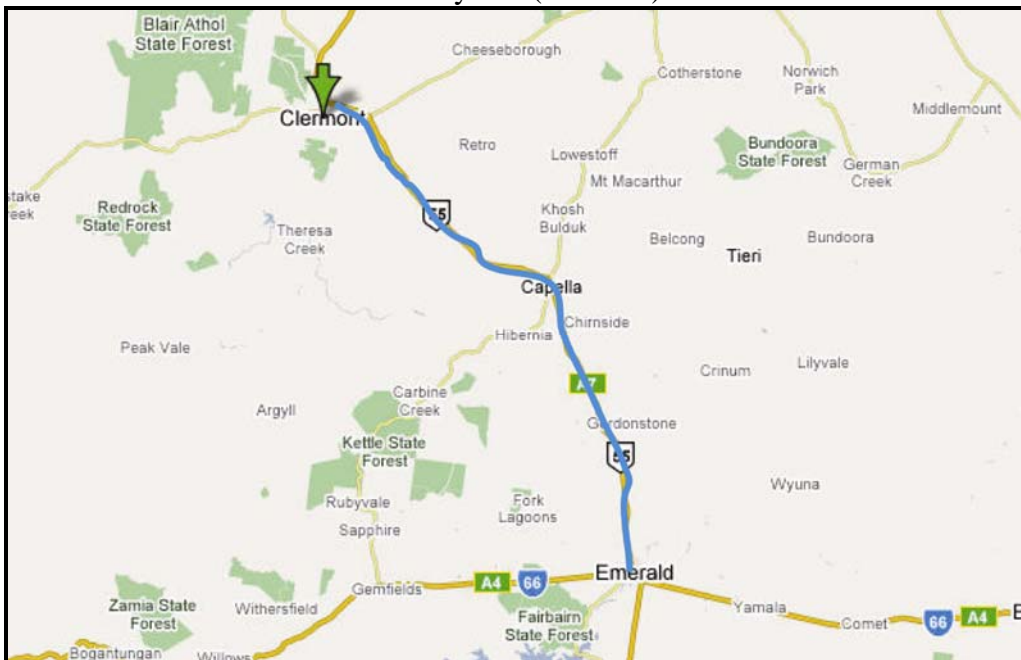 Blair Athol
State Forest
Cheeseborough
Cotherstone
Norwich
Park
Middlemount
Clermont
Retro
Lowestoff
Bundoora
State Forest
Mt Macarthur
German
Creek
Redrock
State Forest
55
Khosh
Bulduk
Theresa
Creek
Belcong
Bundoora
Tieri
Capella
Chirnside
Hibernia
Peak Vale
Lilyvale
Crinum
A7
Carbine
Creek
Argyll
Gordonstone
Kettle State
Forest
55
Wyuna
Rubyvale
Fork
Lagoons
Sapphire
Emerald
A4
66
Gemfields
Zamia State
Forest
Withersfield
Fairbairn
State Forest
Yamala
Comet
66
A4
Bogantungan
Willows